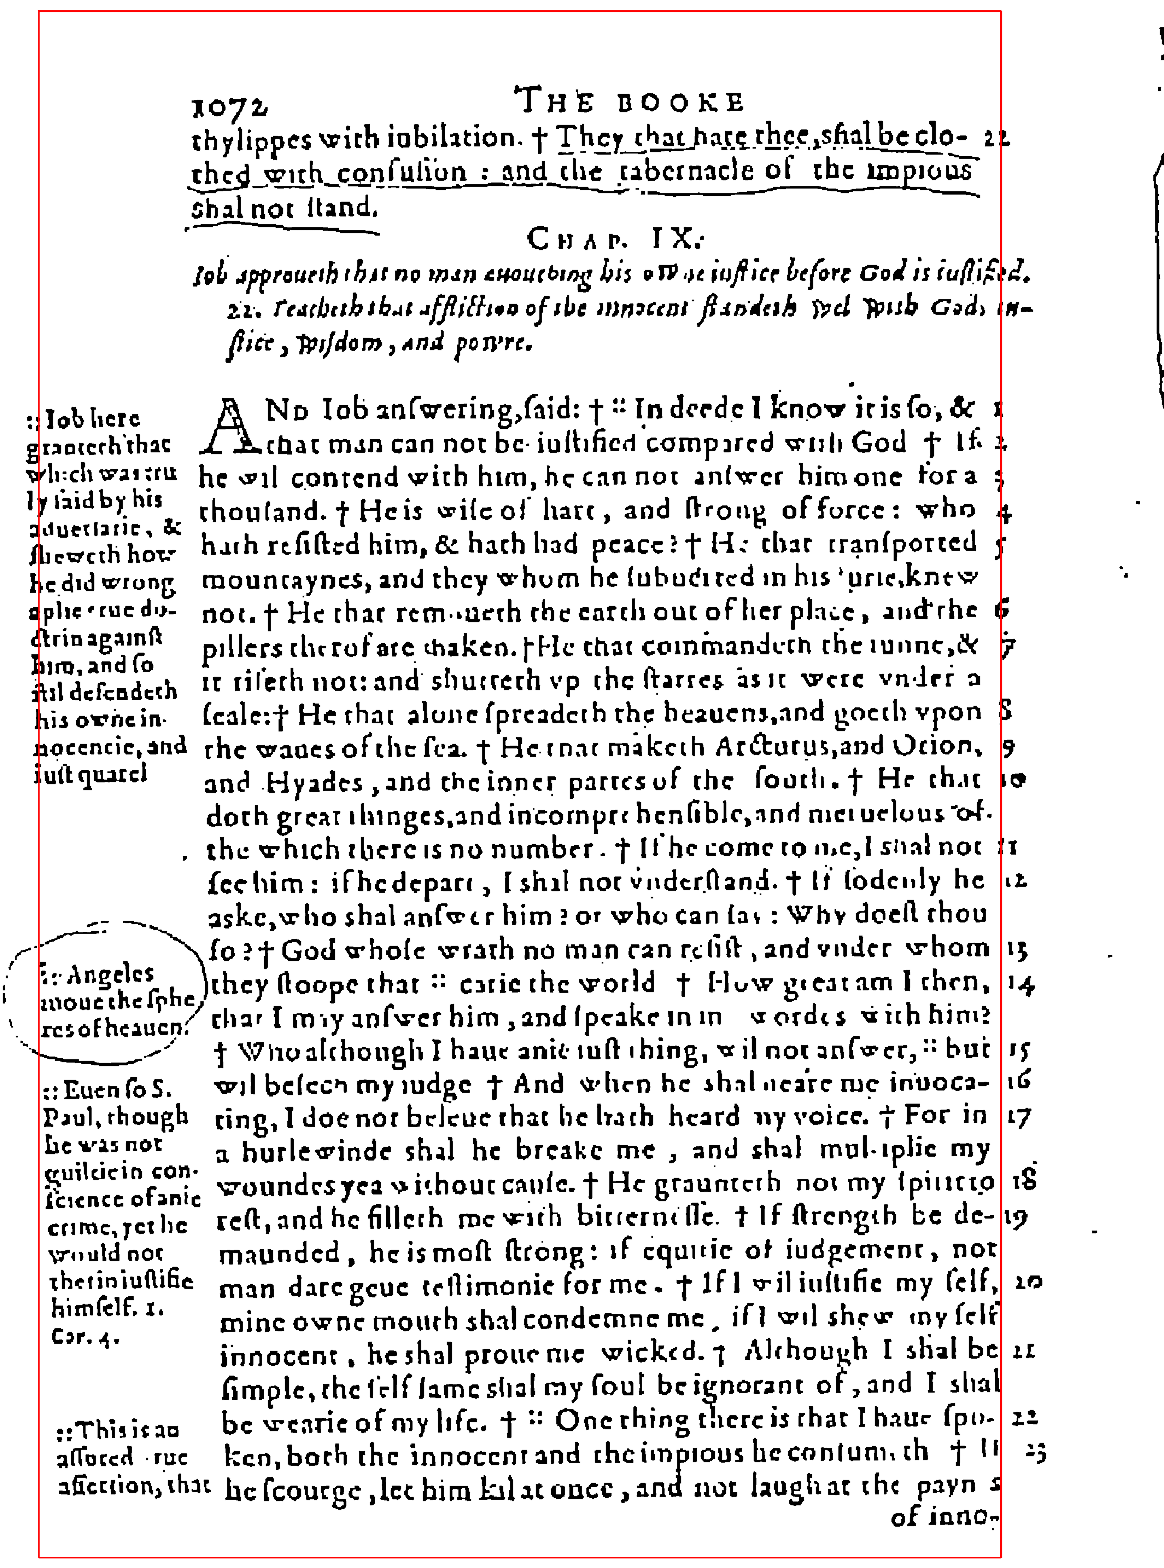 1072 THE BOOKE
thy lippes with iubilation. † They that hate thee, shal be clo- 22
thed with confusion : and the tabernacle of the impious
shal not stand.
CHAP. IX.
Iob approueth that no man auouching his owne iustice before God is iustified.
22. Teacheth that affliction of the innocent standeth wel with Gods iu-
stice, wisdom, and powre.
:: Iob here
granteth that
which was tru
ly said by his
aduersarie, &
sheweth how
he did wrong
aplie true do-
ctrin against
him, and so
stil defendeth
his owne in-
nocencie, and
iust quarel
AND Iob answering, said: † :: In deede I know it is so, & 1
that man can not be iustified compared with God † If 2
he wil contend with him, he can not answer him one for a 3
thousand. † He is wise of hart, and strong of force: who 4
hath resisted him, & hath had peace? † He that transported 5
mountaynes, and they whom he subuerted in his furie, knew
not. † He that remoueth the earth out of her place, and the 6
pillers therof are shaken. † He that commandeth the sunne, & 7
it riseth not: and shutteth vp the starres as it were vnder a
seale: † He that alone spreadeth the heauens, and goeth vpon 8
the waues of the sea. † He that maketh Arcturus, and Orion, 9
and Hyades, and the inner partes of the south. † He that 10
doth great thinges, and incomprehensible, and meruelous of
the which there is no number. † If he come to me, I shal not 11
see him: if he depart, I shal not vnderstand. † If sodenly he 12
aske, who shal answer him? or who can say: Why doest thou
so? † God whose wrath no man can resist, and vnder whom 13
they stoope that :: carie the world † How great am I then, 14
that I may answer him, and speake in my wordes with him?
† Who although I haue anie iust thing, wil not answer, :: but 15
wil besech my iudge † And when he shal heare me inuoca- 16
ting, I doe not beleue that he hath heard my voice. † For in 17
a hurlewinde shal he breake me, and shal multiplie my
woundes yea without cause. † He graunteth not my spirit to 18
rest, and he filleth me with bitternesse. † If strength be de- 19
maunded, he is most strong: if equitie of iudgement, not
man dare geue testimonie for me. † If I wil iustifie my self, 20
mine owne mouth shal condemne me, if I wil shew my self
innocent, he shal proue me wicked. † Although I shal be 21
simple, the self same shal my soul be ignorant of, and I shal
be wearie of my life. † :: One thing there is that I haue spo- 22
ken, both the innocent and the impious he consumeth † If 23
he scourge, let him kil at once, and not laugh at the payns
of inno-
:: Angeles
moue the sphe
res of heauen.
:: Euen so S.
Paul, though
he was not
guiltie in con-
science of anie
crime, yet he
would not
therin iustifie
himself. 1.
Cor. 4.
:: This is an
assored true
assertion, that